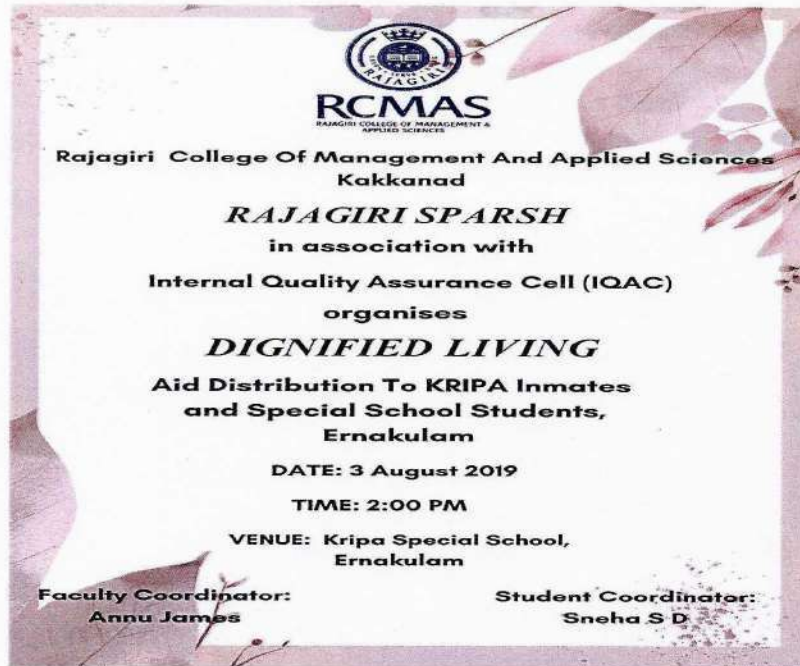 RAJAGIRI
RCMAS
RAJAGIRI COLLEGE OF MANAGEMENT &
APPLIED SCIENCES
Rajagiri College Of Management And Applied Sciences
Kakkanad
RAJAGIRI SPARSH
in association with
Internal Quality Assurance Cell (IQAC)
organises
DIGNIFIED LIVING
Aid Distribution To KRIPA Inmates
and Special School Students,
Ernakulam
DATE: 3 August 2019
TIME: 2:00 PM
VENUE: Kripa Special School,
Ernakulam
Faculty Coordinator:
Annu James
Student Coordinator:
Sneha S D